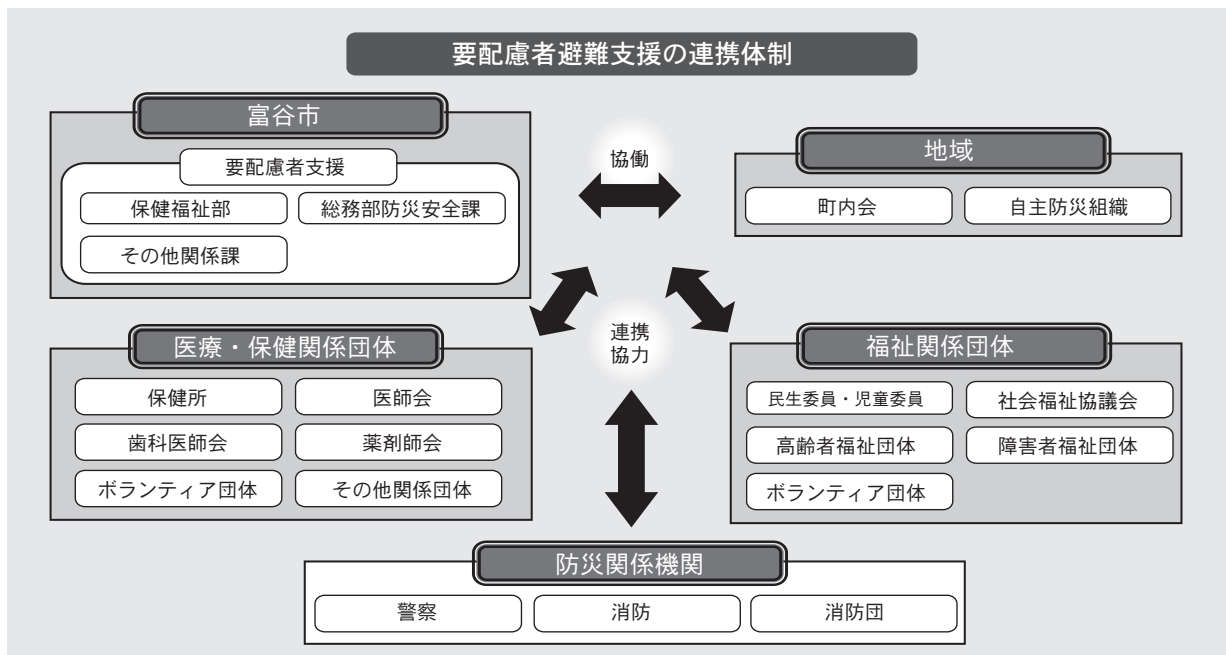 要配慮者避難支援の連携体制
富谷市
要配慮者支援
保健福祉部
総務部防災安全課
その他関係課
協働
地域
町内会
自主防災組織
連携
協力
医療・保健関係団体
保健所
医師会
歯科医師会
薬剤師会
ボランティア団体
その他関係団体
福祉関係団体
民生委員・児童委員
社会福祉協議会
高齢者福祉団体
障害者福祉団体
ボランティア団体
防災関係機関
警察
消防
消防団